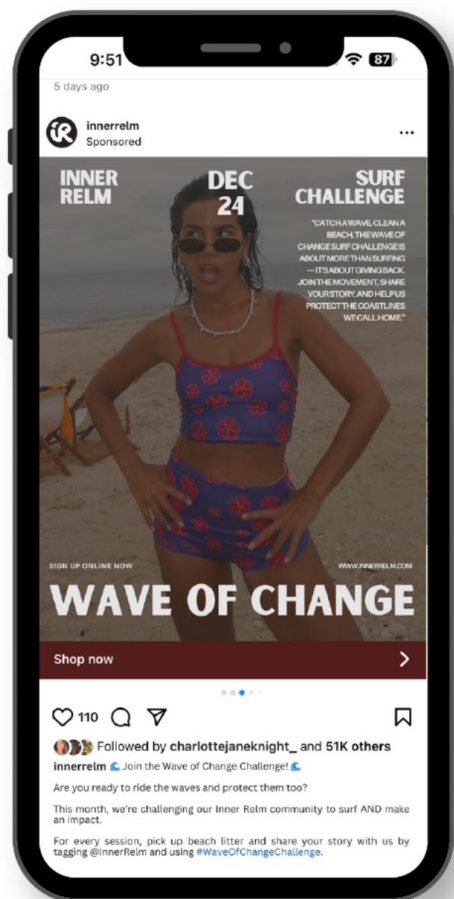 9:51
87
5 days ago
iR
innerrelm
Sponsored
INNER
RELM
DEC
24
SURF
CHALLENGE
"CATCH A WAVE, CLEAN A
BEACH. THE WAVE OF
CHANGE SURF CHALLENGE IS
ABOUT MORE THAN SURFING
— IT'S ABOUT GIVING BACK.
JOIN THE MOVEMENT, SHARE
YOUR STORY, AND HELP US
PROTECT THE COASTLINES
WE CALL HOME."
SIGN UP ONLINE NOW
WWW.INNERRELM.COM
WAVE OF CHANGE
Shop now
110
Followed by charlottejaneknight_ and 51K others
innerrelm 🌊 Join the Wave of Change Challenge! 🌊
Are you ready to ride the waves and protect them too?
This month, we're challenging our Inner Relm community to surf AND make
an impact.
For every session, pick up beach litter and share your story with us by
tagging @InnerRelm and using #WaveOfChangeChallenge.